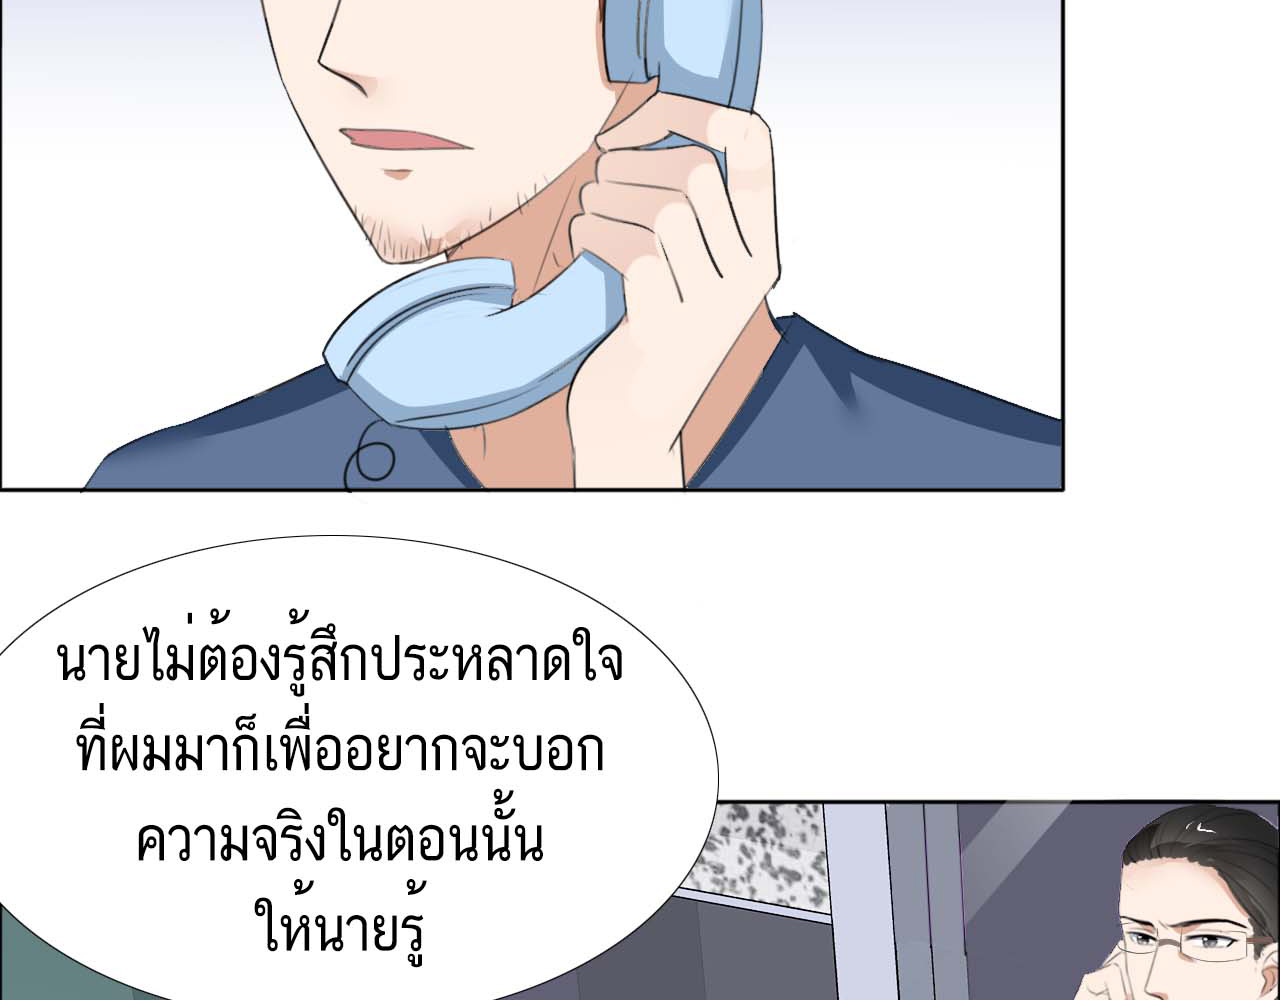 นายไม่ต้องรู้สึกประหลาดใจ
ที่ผมมาก็เพื่ออยากจะบอก
ความจริงในตอนนั้น
ให้นายรู้